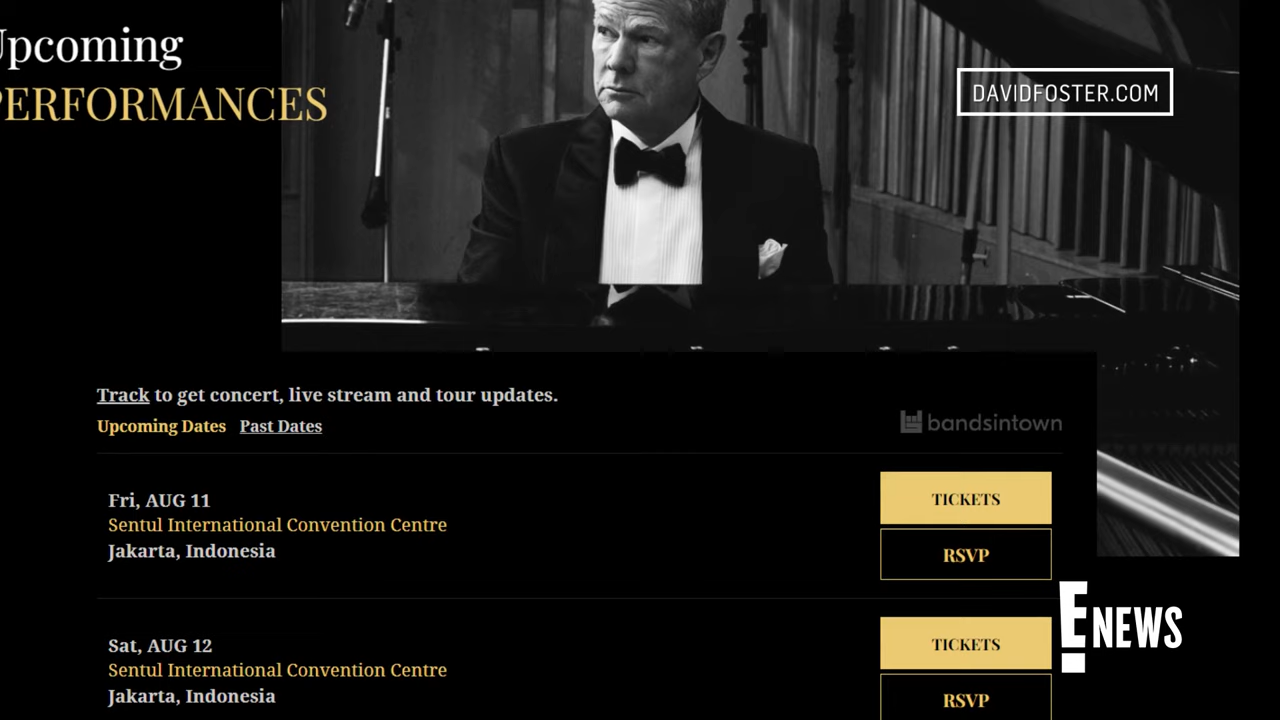 Upcoming
PERFORMANCES
DAVIDFOSTER.COM
Track to get concert, live stream and tour updates.
Upcoming Dates Past Dates
bandsintown
Fri, AUG 11
Sentul International Convention Centre
Jakarta, Indonesia
TICKETS
RSVP
Sat, AUG 12
Sentul International Convention Centre
Jakarta, Indonesia
TICKETS
RSVP
E NEWS